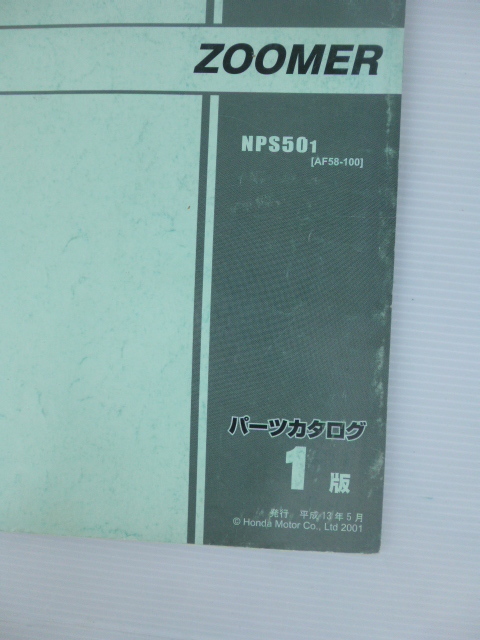 ZOOMER
NPS501
[AF58-100]
パーツカタログ
1版
発行 平成13年5月
© Honda Motor Co., Ltd 2001